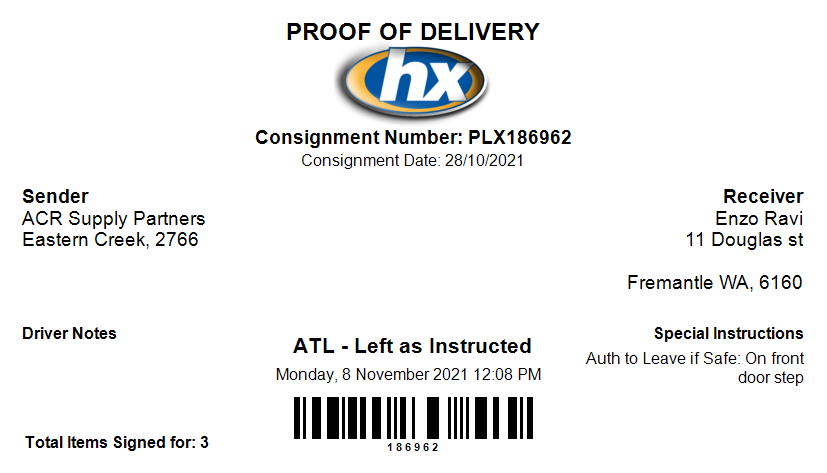 PROOF OF DELIVERY
hx
Consignment Number: PLX186962
Consignment Date: 28/10/2021
Sender
ACR Supply Partners
Eastern Creek, 2766
Receiver
Enzo Ravi
11 Douglas st
Fremantle WA, 6160
Driver Notes
ATL - Left as Instructed
Monday, 8 November 2021 12:08 PM
Special Instructions
Auth to Leave if Safe: On front
door step
186962
Total Items Signed for: 3